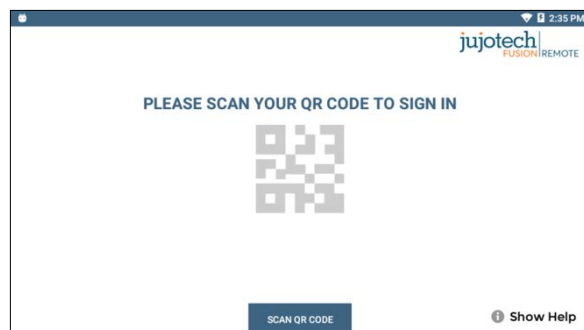 2:35 PM
jujotech
FUSION REMOTE
PLEASE SCAN YOUR QR CODE TO SIGN IN
SCAN QR CODE
Show Help